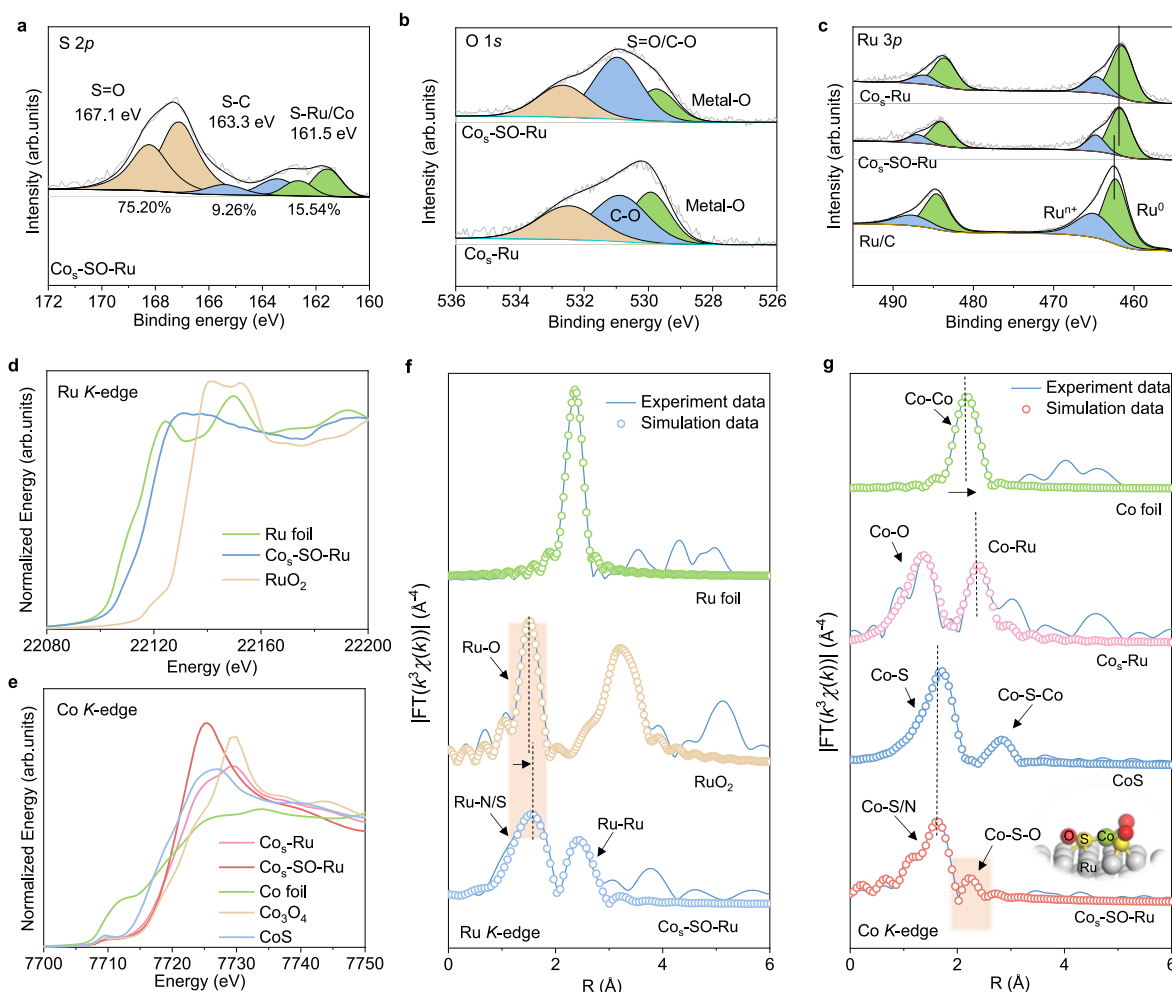 a
S 2p
S=O
167.1 eV
S-C
163.3 eV
S-Ru/Co
161.5 eV
75.20%
9.26%
15.54%
Coₛ-SO-Ru
172 170 168 166 164 162 160
Binding energy (eV)
Intensity (arb.units)
b
O 1s
S=O/C-O
Metal-O
Coₛ-SO-Ru
C-O
Metal-O
Coₛ-Ru
536 534 532 530 528 526
Binding energy (eV)
Intensity (arb.units)
c
Ru 3p
Coₛ-Ru
Coₛ-SO-Ru
Ruⁿ⁺
Ru⁰
Ru/C
490 480 470 460
Binding energy (eV)
Intensity (arb.units)
d
Ru K-edge
Ru foil
Coₛ-SO-Ru
RuO₂
22080 22120 22160 22200
Energy (eV)
Normalized Energy (arb.units)
e
Co K-edge
Coₛ-Ru
Coₛ-SO-Ru
Co foil
Co₃O₄
CoS
7700 7710 7720 7730 7740 7750
Energy (eV)
Normalized Energy (arb.units)
f
Experiment data
Simulation data
Ru foil
Ru-O
RuO₂
Ru-N/S
Ru-Ru
Ru K-edge
Coₛ-SO-Ru
0 2 4 6
R (Å)
|FT(k³χ(k))| (Å⁻⁴)
g
Experiment data
Simulation data
Co-Co
Co foil
Co-O
Co-Ru
Coₛ-Ru
Co-S
Co-S-Co
CoS
Co-S/N
Co-S-O
O
S
Co
Ru
Coₛ-SO-Ru
Co K-edge
0 2 4 6
R (Å)
|FT(k³χ(k))| (Å⁻⁴)